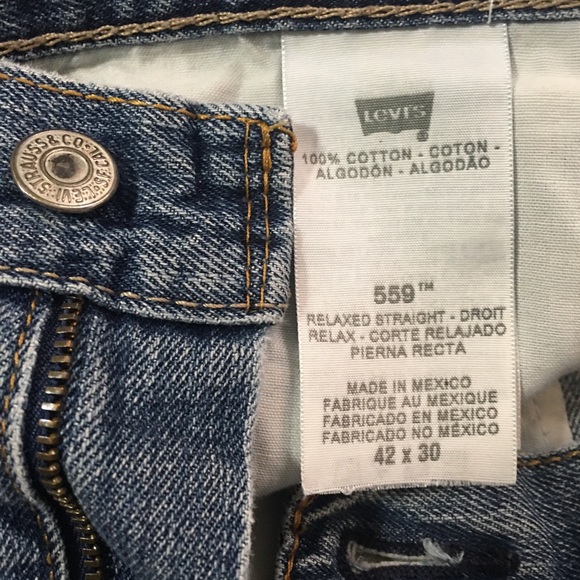 LEVI STRAUSS & CO.
Levi's
100% COTTON - COTON -
ALGODÓN - ALGODÃO
559™
RELAXED STRAIGHT - DROIT
RELAX - CORTE RELAJADO
PIERNA RECTA
MADE IN MEXICO
FABRIQUE AU MEXIQUE
FABRICADO EN MEXICO
FABRICADO NO MÉXICO
42 x 30